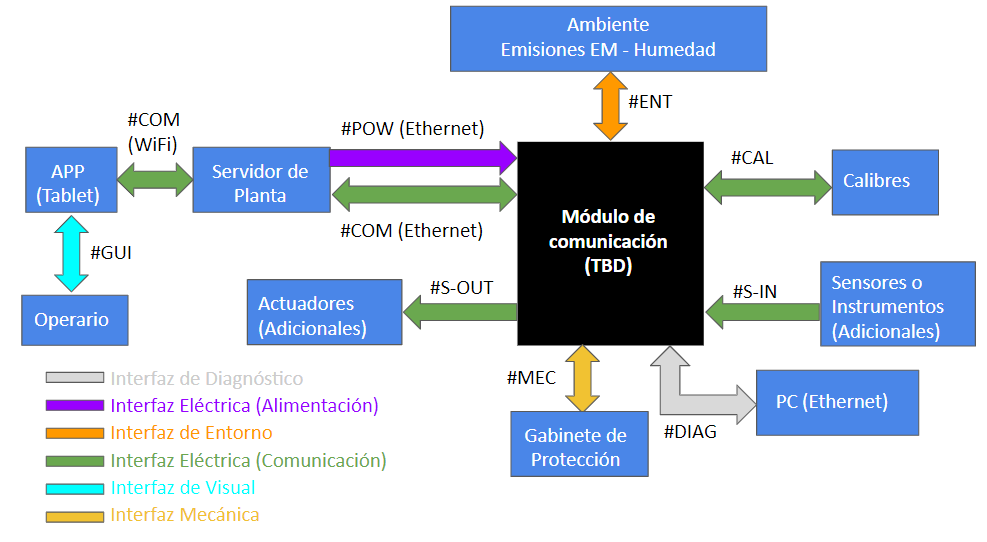 Ambiente
Emisiones EM - Humedad
#ENT
#COM
(WiFi)
#POW (Ethernet)
APP
(Tablet)
Servidor de
Planta
#COM (Ethernet)
Módulo de
comunicación
(TBD)
#CAL
Calibres
#GUI
Operario
Actuadores
(Adicionales)
#S-OUT
#S-IN
Sensores o
Instrumentos
(Adicionales)
#MEC
Gabinete de
Protección
#DIAG
PC (Ethernet)
Interfaz de Diagnóstico
Interfaz Eléctrica (Alimentación)
Interfaz de Entorno
Interfaz Eléctrica (Comunicación)
Interfaz de Visual
Interfaz Mecánica